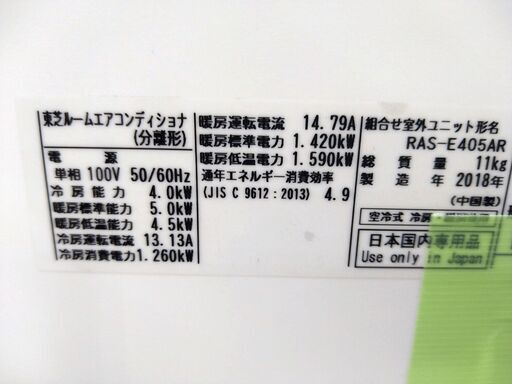 東芝ルームエアコンディショナ
(分離形)
電 源
単相 100V 50/60Hz
冷 房 能 力 4.0kW
暖房標準能力 5.0kW
暖房低温能力 4.5kW
冷房運転電流 13.13A
冷房消費電力 1.260kW
暖房運転電流 14.79A
暖房標準電力 1.420kW
暖房低温電力 1.590kW
通年エネルギー消費効率
(JIS C 9612 : 2013) 4.9
組合せ室外ユニット形名
RAS-E405AR
総 質 量 11kg
製 造 年 2018年
(中国製)
空冷式 冷房
日本国内専用品
Use only in Japan